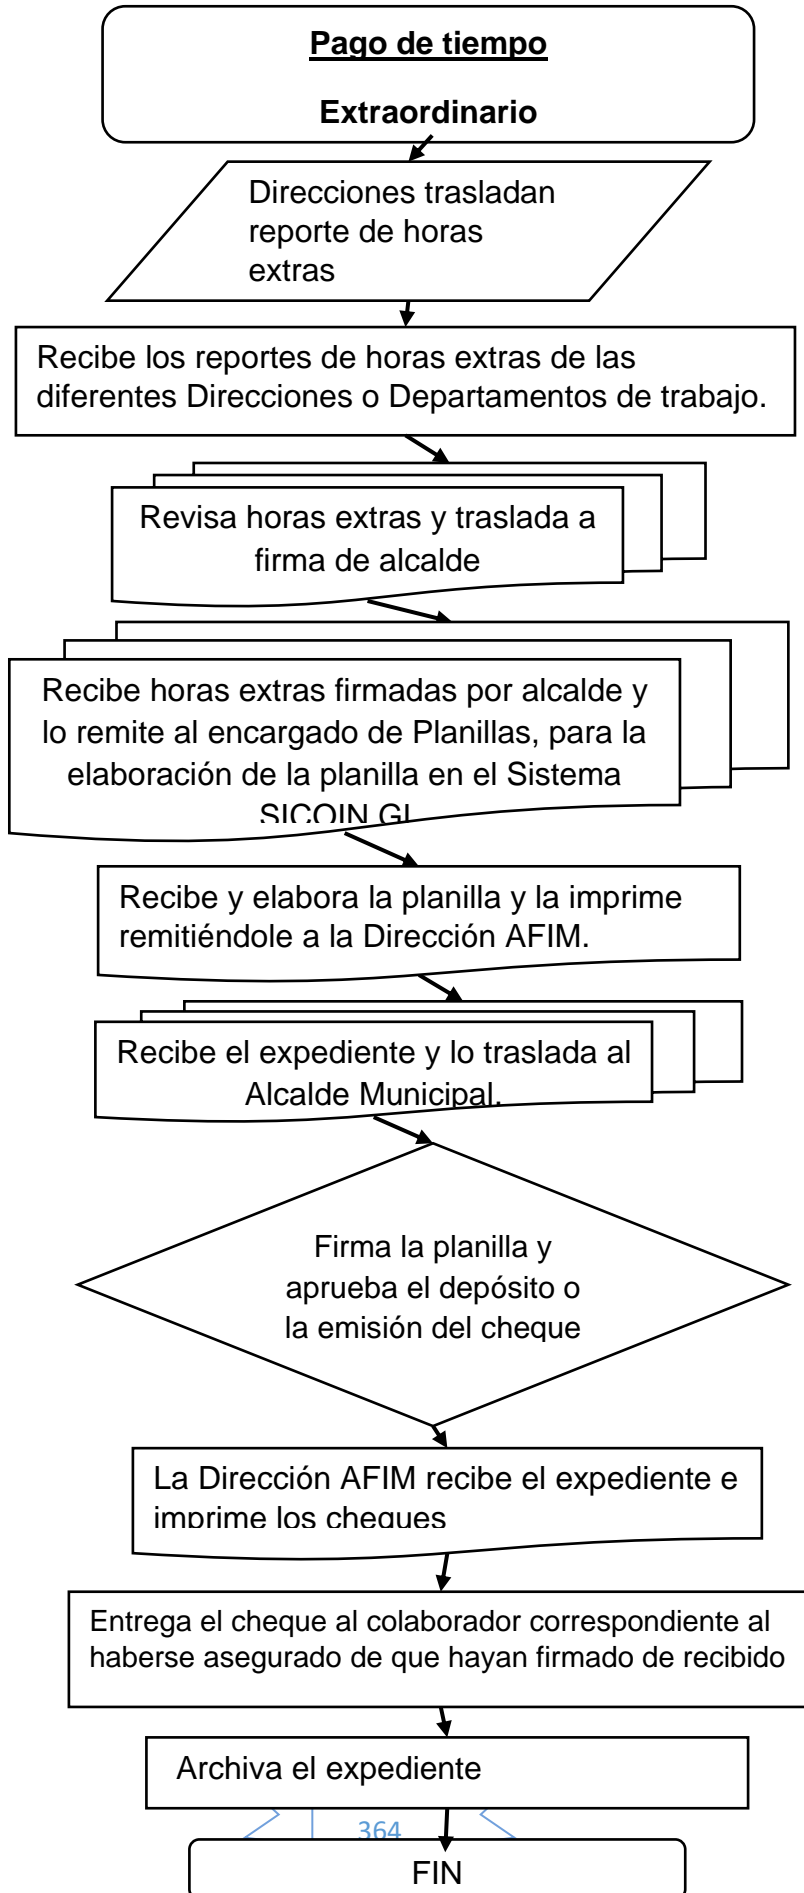 Pago de tiempo
Extraordinario
Direcciones trasladan
reporte de horas
extras
Recibe los reportes de horas extras de las
diferentes Direcciones o Departamentos de trabajo.
Revisa horas extras y traslada a
firma de alcalde
Recibe horas extras firmadas por alcalde y
lo remite al encargado de Planillas, para la
elaboración de la planilla en el Sistema
SICOIN GL
Recibe y elabora la planilla y la imprime
remitiéndole a la Dirección AFIM.
Recibe el expediente y lo traslada al
Alcalde Municipal.
Firma la planilla y
aprueba el depósito o
la emisión del cheque
La Dirección AFIM recibe el expediente e
imprime los cheques
Entrega el cheque al colaborador correspondiente al
haberse asegurado de que hayan firmado de recibido
Archiva el expediente
364
FIN